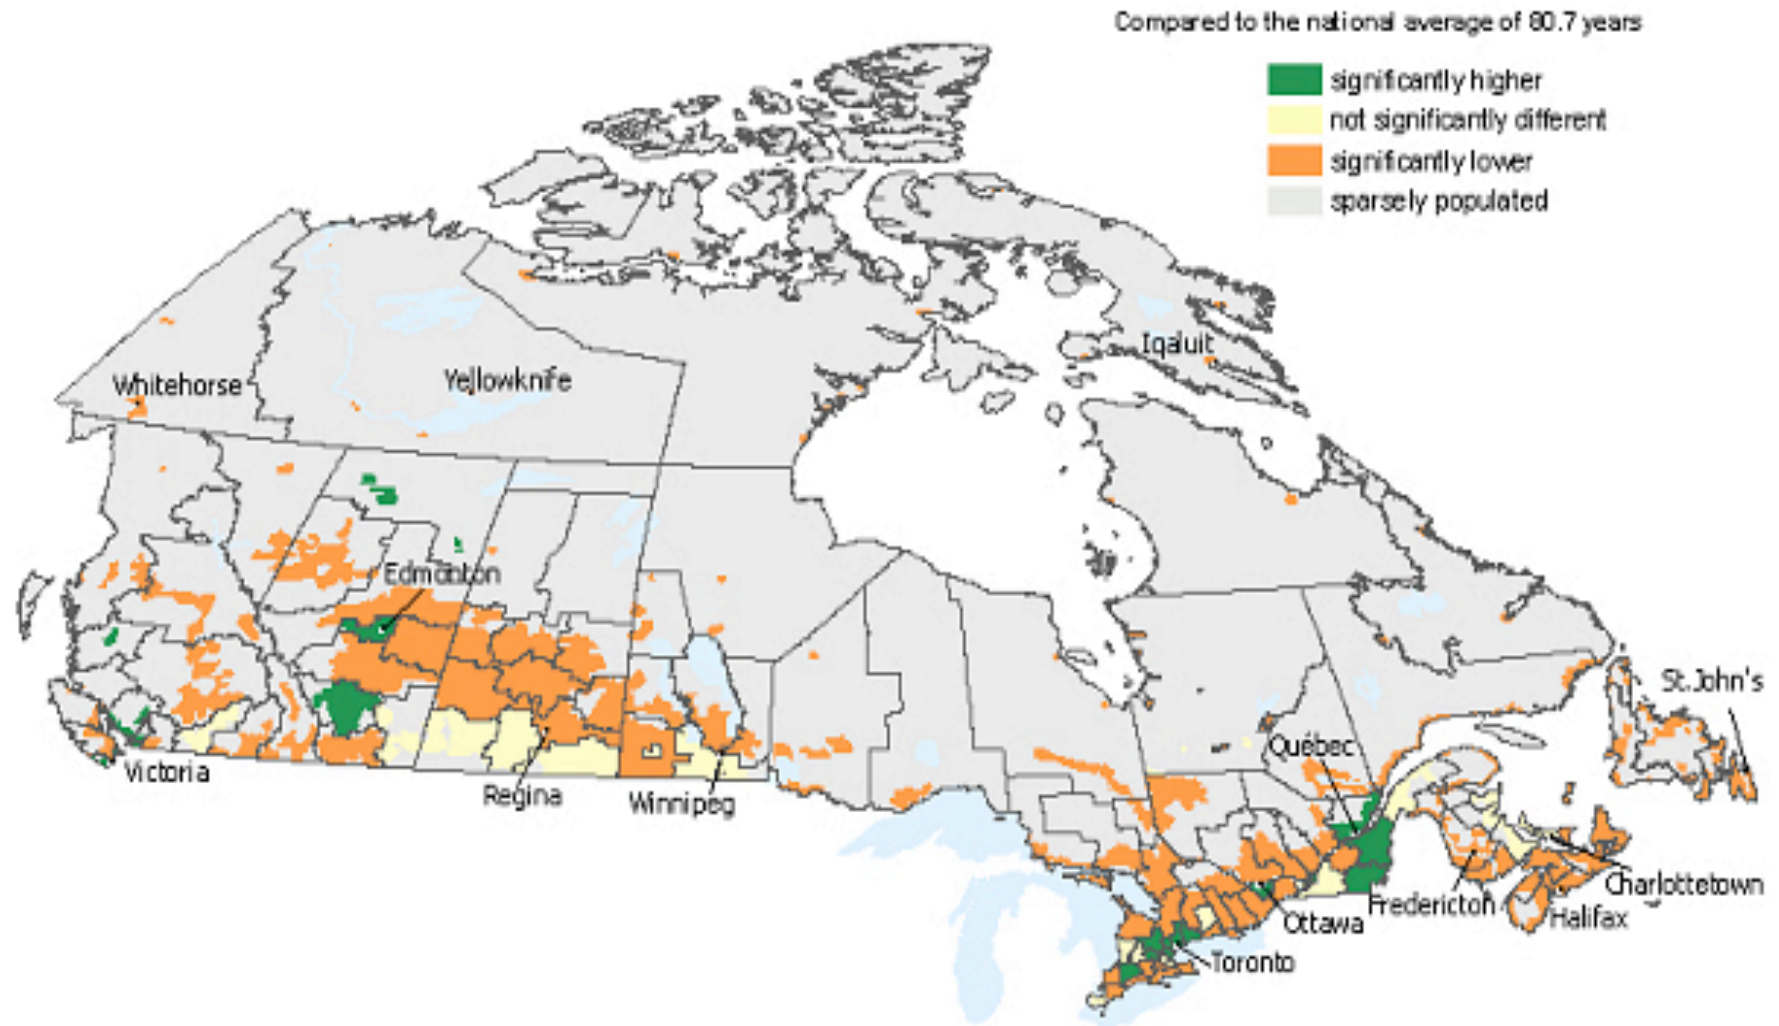 Compared to the national average of 80.7 years
significantly higher
not significantly different
significantly lower
sparsely populated
Iqaluit
Whitehorse
Yellowknife
Edmonton
St. John's
Québec
Victoria
Regina
Winnipeg
Charlottetown
Fredericton
Halifax
Ottawa
Toronto